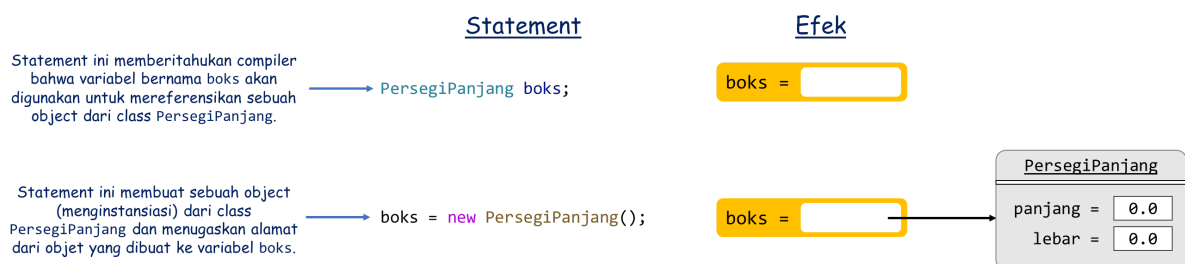 Statement
Efek
Statement ini memberitahukan compiler
bahwa variabel bernama boks akan
digunakan untuk mereferensikan sebuah
object dari class PersegiPanjang.
PersegiPanjang boks;
boks =
Statement ini membuat sebuah object
(menginstansiasi) dari class
PersegiPanjang dan menugaskan alamat
dari objet yang dibuat ke variabel boks.
boks = new PersegiPanjang();
boks =
PersegiPanjang
panjang = 0.0
lebar = 0.0